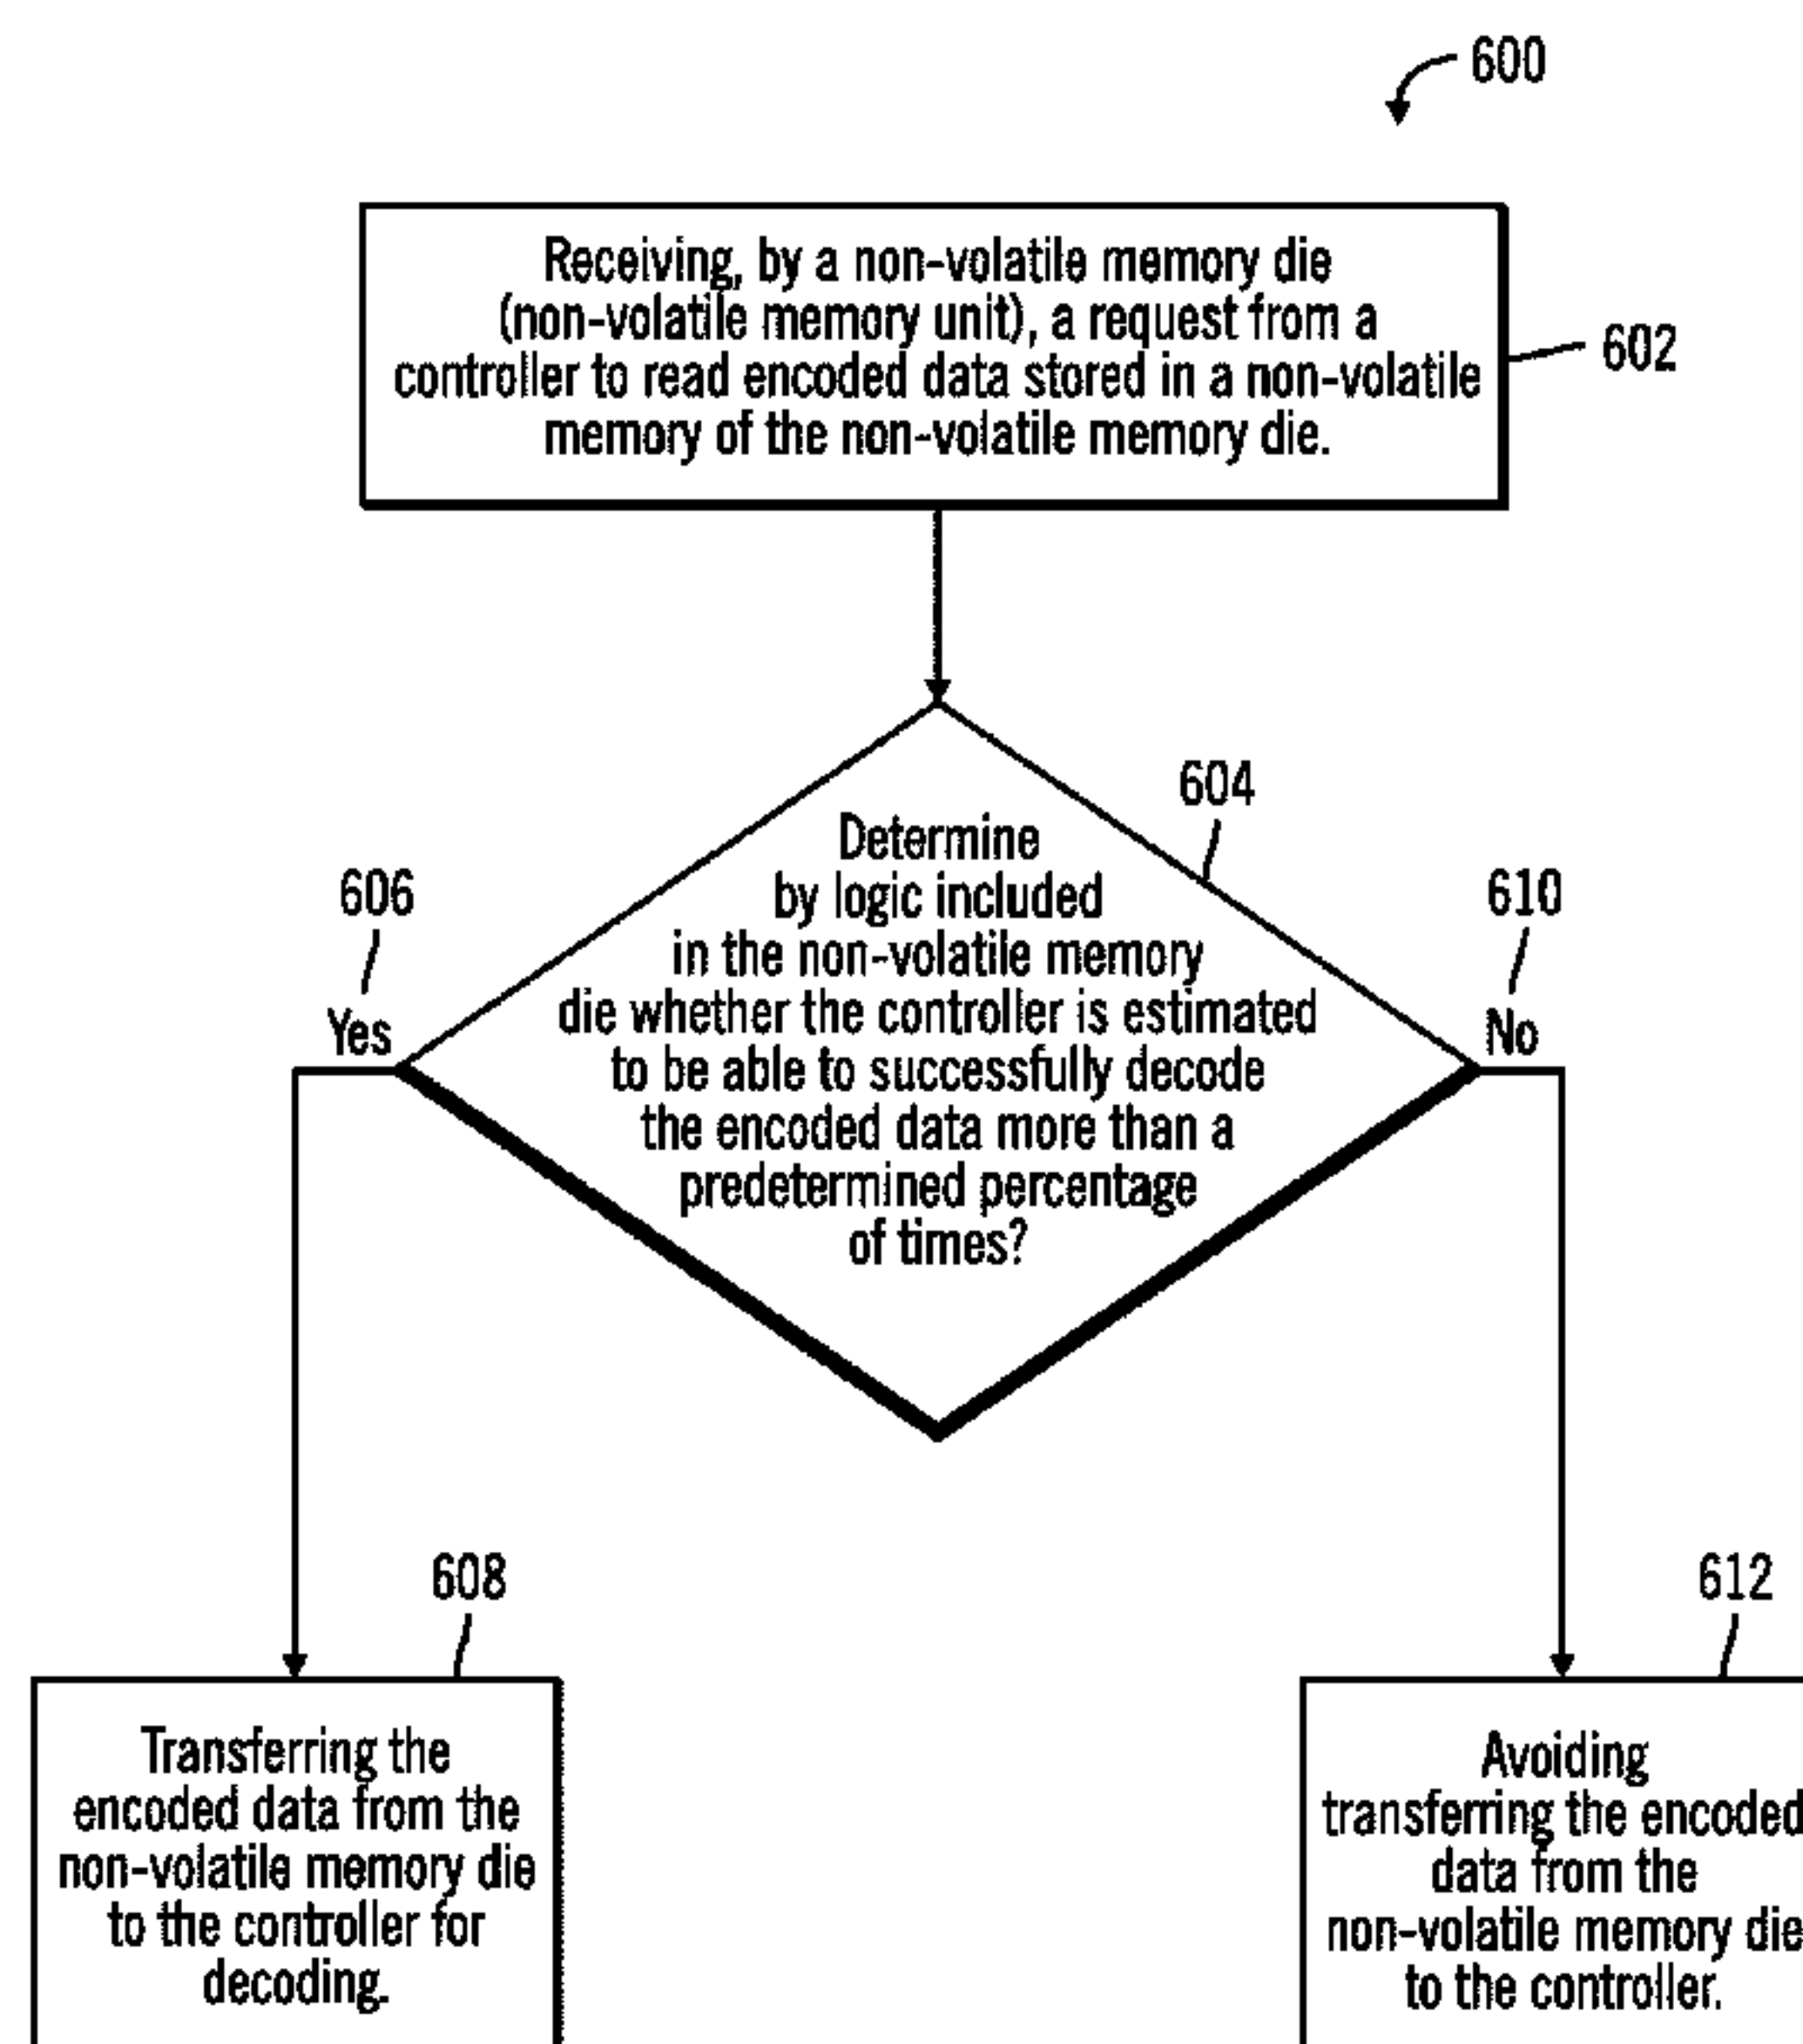 600
Receiving, by a non-volatile memory die
(non-volatile memory unit), a request from a
controller to read encoded data stored in a non-volatile
memory of the non-volatile memory die.
602
604
Determine
by logic included
in the non-volatile memory
die whether the controller is estimated
to be able to successfully decode
the encoded data more than a
predetermined percentage
of times?
606
Yes
610
No
608
Transferring the
encoded data from the
non-volatile memory die
to the controller for
decoding.
612
Avoiding
transferring the encoded
data from the
non-volatile memory die
to the controller.